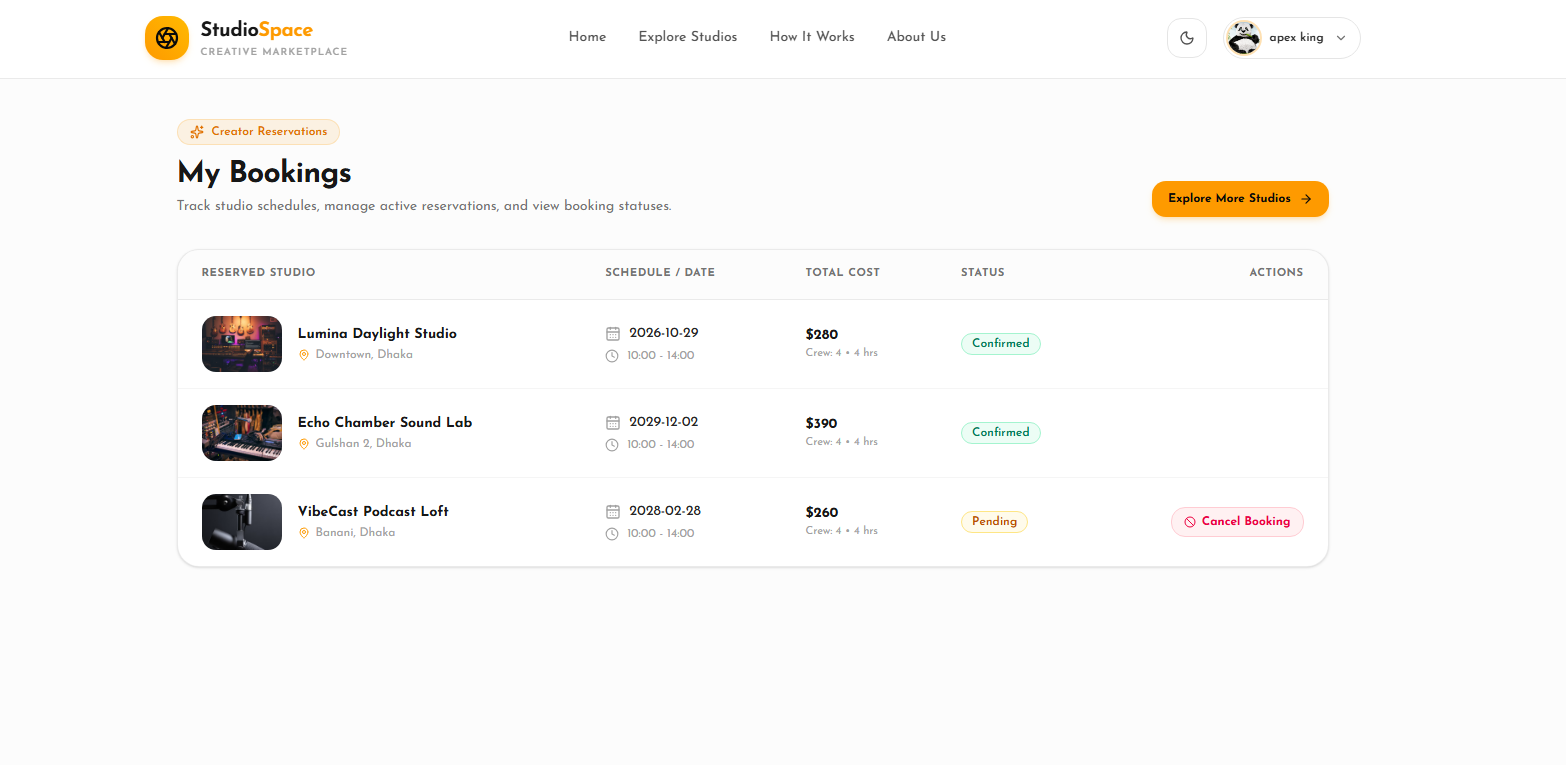 StudioSpace
CREATIVE MARKETPLACE
Home
Explore Studios
How It Works
About Us
apex king
Creator Reservations
My Bookings
Track studio schedules, manage active reservations, and view booking statuses.
Explore More Studios
RESERVED STUDIO
SCHEDULE / DATE
TOTAL COST
STATUS
ACTIONS
Lumina Daylight Studio
Downtown, Dhaka
2026-10-29
10:00 - 14:00
$280
Crew: 4 • 4 hrs
Confirmed
Echo Chamber Sound Lab
Gulshan 2, Dhaka
2029-12-02
10:00 - 14:00
$390
Crew: 4 • 4 hrs
Confirmed
VibeCast Podcast Loft
Banani, Dhaka
2028-02-28
10:00 - 14:00
$260
Crew: 4 • 4 hrs
Pending
Cancel Booking